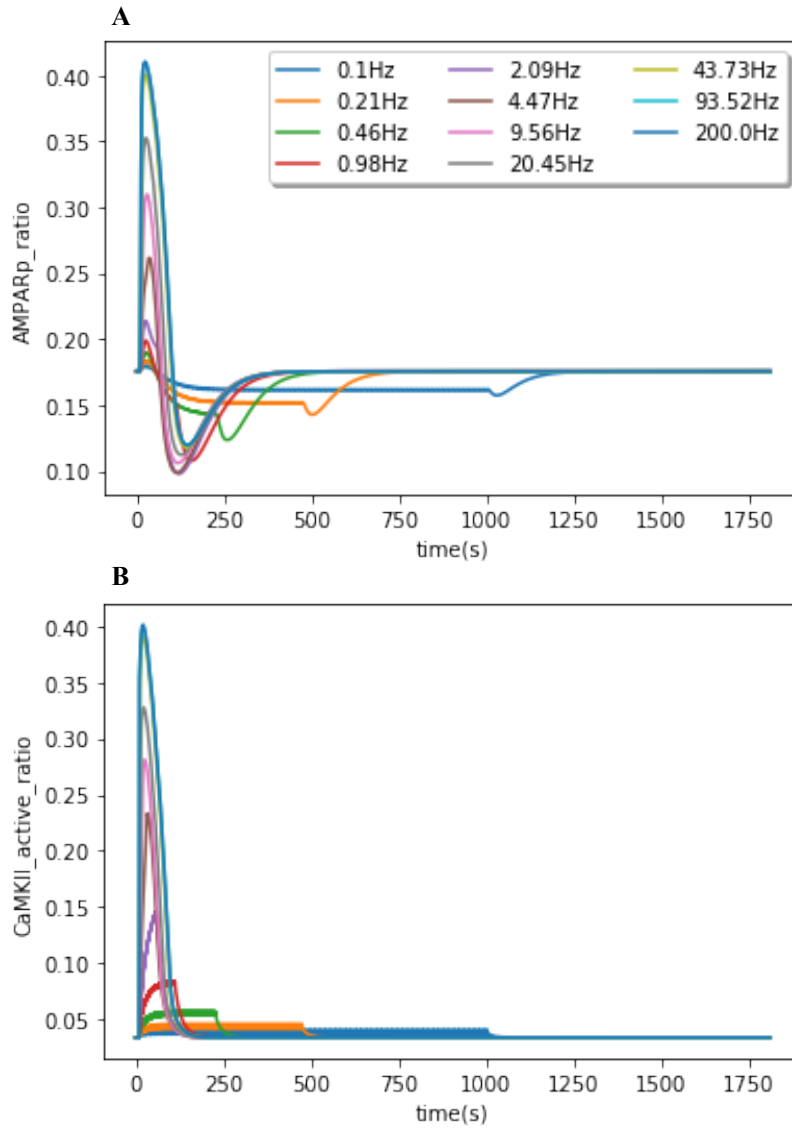 A
0.40
0.35
0.30
0.25
0.20
0.15
0.10
AMPARp_ratio
0.1Hz 2.09Hz 43.73Hz
0.21Hz 4.47Hz 93.52Hz
0.46Hz 9.56Hz 200.0Hz
0.98Hz 20.45Hz
0 250 500 750 1000 1250 1500 1750
time(s)
B
0.40
0.35
0.30
0.25
0.20
0.15
0.10
0.05
CaMKII_active_ratio
0 250 500 750 1000 1250 1500 1750
time(s)